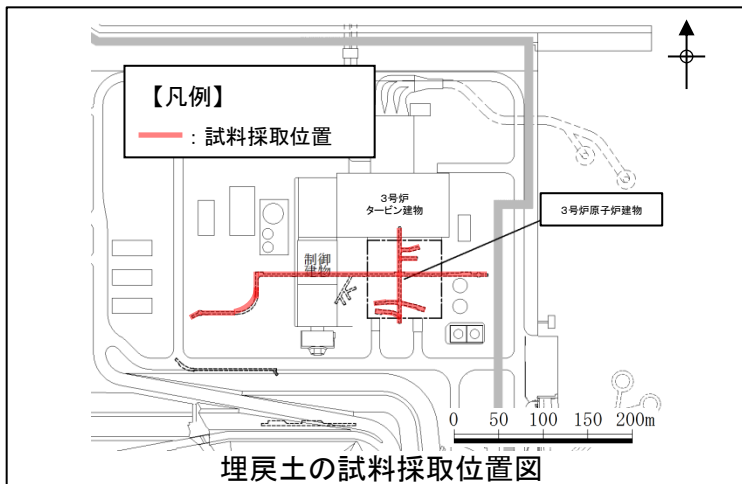 【凡例】
：試料採取位置
3号炉
タービン建物
3号炉原子炉建物
制御
建物
0 50 100 150 200m
埋戻土の試料採取位置図